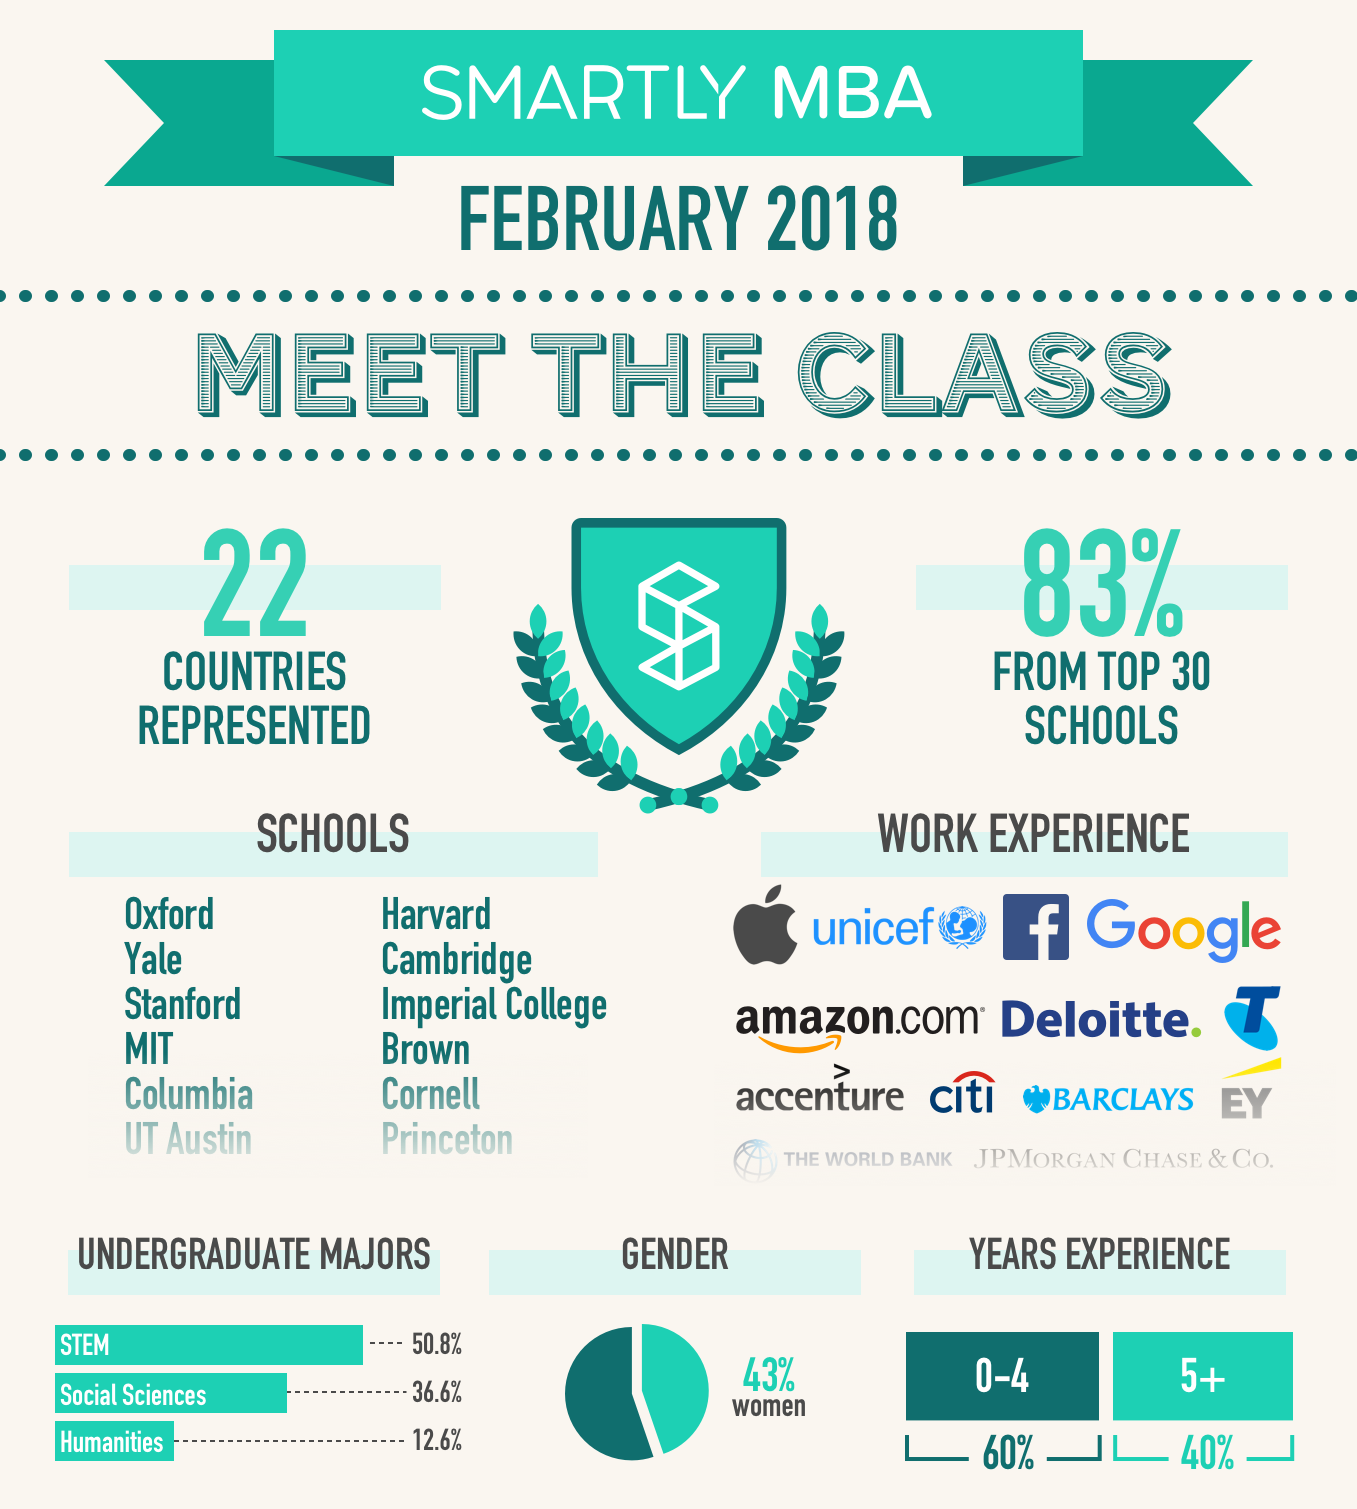 SMARTLY MBA
FEBRUARY 2018
MEET THE CLASS
22
COUNTRIES
REPRESENTED
83%
FROM TOP 30
SCHOOLS
SCHOOLS
Oxford
Yale
Stanford
MIT
Columbia
UT Austin
Harvard
Cambridge
Imperial College
Brown
Cornell
Princeton
WORK EXPERIENCE
unicef
f
Google
amazon.com®
Deloitte.
T
accenture
citi
BARCLAYS
EY
THE WORLD BANK
JPMORGAN CHASE & CO.
UNDERGRADUATE MAJORS
STEM 50.8%
Social Sciences 36.6%
Humanities 12.6%
GENDER
43%
women
YEARS EXPERIENCE
0-4
5+
60%
40%